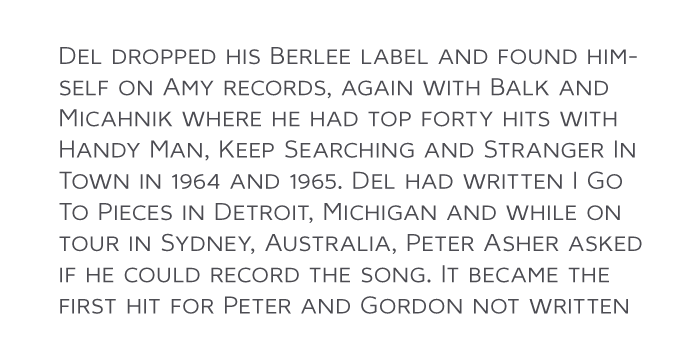 Del dropped his Berlee label and found him-
self on Amy records, again with Balk and
Micahnik where he had top forty hits with
Handy Man, Keep Searching and Stranger In
Town in 1964 and 1965. Del had written I Go
To Pieces in Detroit, Michigan and while on
tour in Sydney, Australia, Peter Asher asked
if he could record the song. It became the
first hit for Peter and Gordon not written